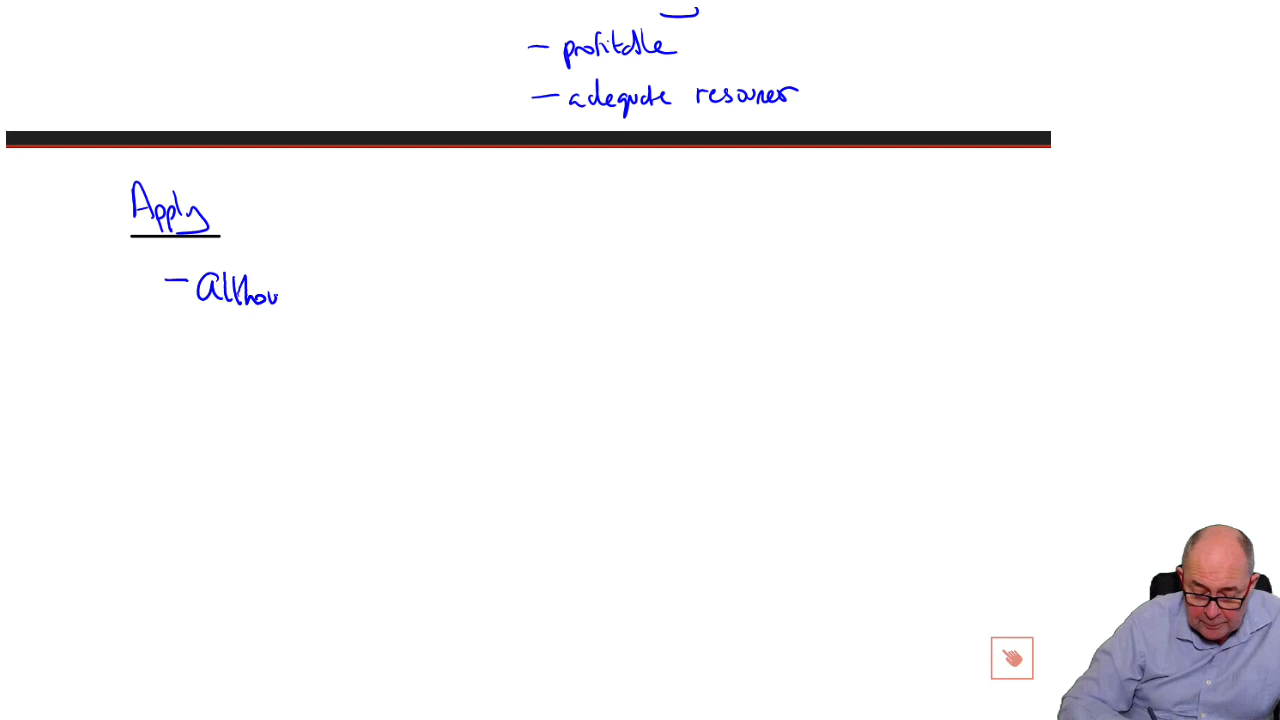 - profitable
- adequate resources
Apply
- Althou